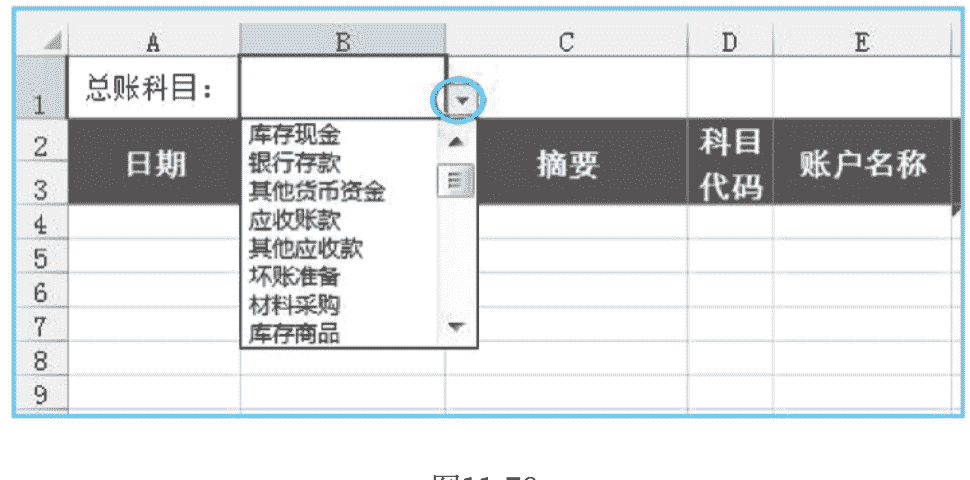 A B C D E
1 总账科目：
库存现金
银行存款
其他货币资金
应收账款
其他应收款
坏账准备
材料采购
库存商品
2
3
日期 摘要 科目
代码 账户名称
4
5
6
7
8
9